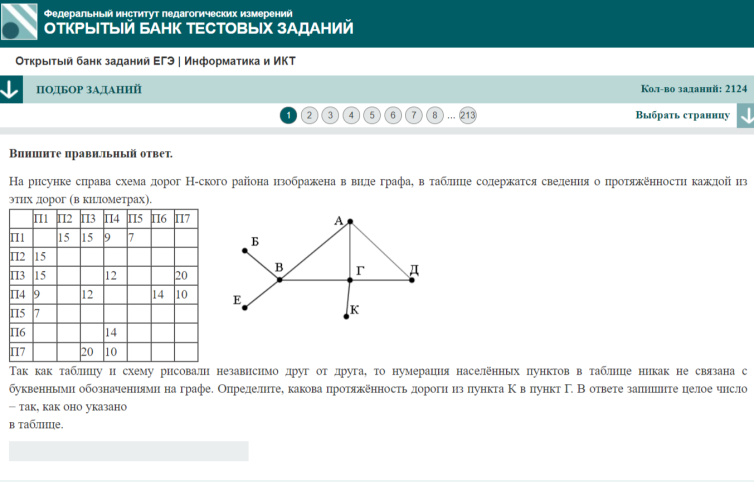 Федеральный институт педагогических измерений
ОТКРЫТЫЙ БАНК ТЕСТОВЫХ ЗАДАНИЙ
Открытый банк заданий ЕГЭ | Информатика и ИКТ
ПОДБОР ЗАДАНИЙ
Кол-во заданий: 2124
1 2 3 4 5 6 7 8 ... 213
Выбрать страницу
Впишите правильный ответ.
На рисунке справа схема дорог Н-ского района изображена в виде графа, в таблице содержатся сведения о протяжённости каждой из
этих дорог (в километрах).
П1 П2 П3 П4 П5 П6 П7
П1 15 15 9 7
П2 15
П3 15 12 20
П4 9 12 14 10
П5 7
П6 14
П7 20 10
А
Б
В
Г
Д
Е
К
Так как таблицу и схему рисовали независимо друг от друга, то нумерация населённых пунктов в таблице никак не связана с
буквенными обозначениями на графе. Определите, какова протяжённость дороги из пункта К в пункт Г. В ответе запишите целое число
– так, как оно указано
в таблице.